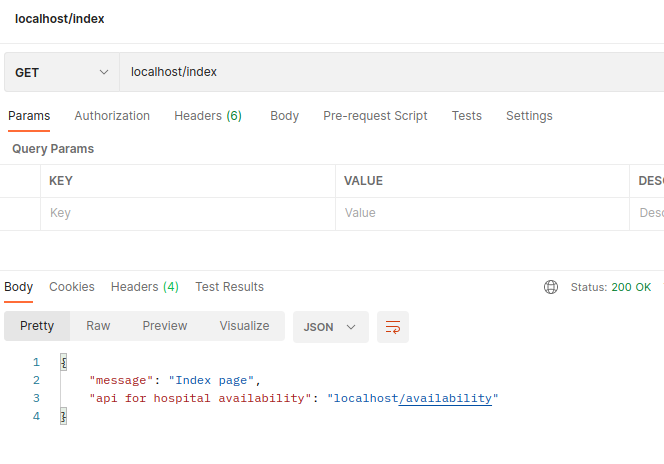 localhost/index
GET localhost/index
Params Authorization Headers (6) Body Pre-request Script Tests Settings
Query Params
KEY VALUE DESC
Key Value Desc
Body Cookies Headers (4) Test Results Status: 200 OK
Pretty Raw Preview Visualize JSON
1 {
2 "message": "Index page",
3 "api for hospital availability": "localhost/availability"
4 }